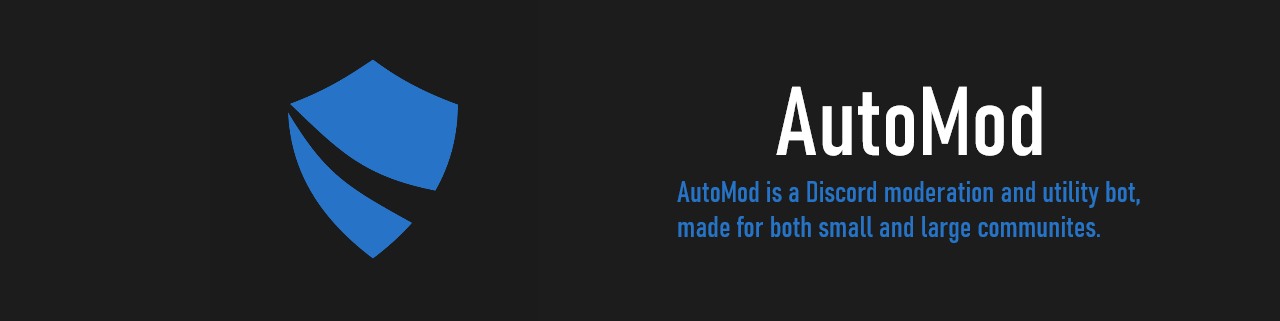 AutoMod
AutoMod is a Discord moderation and utility bot,
made for both small and large communites.